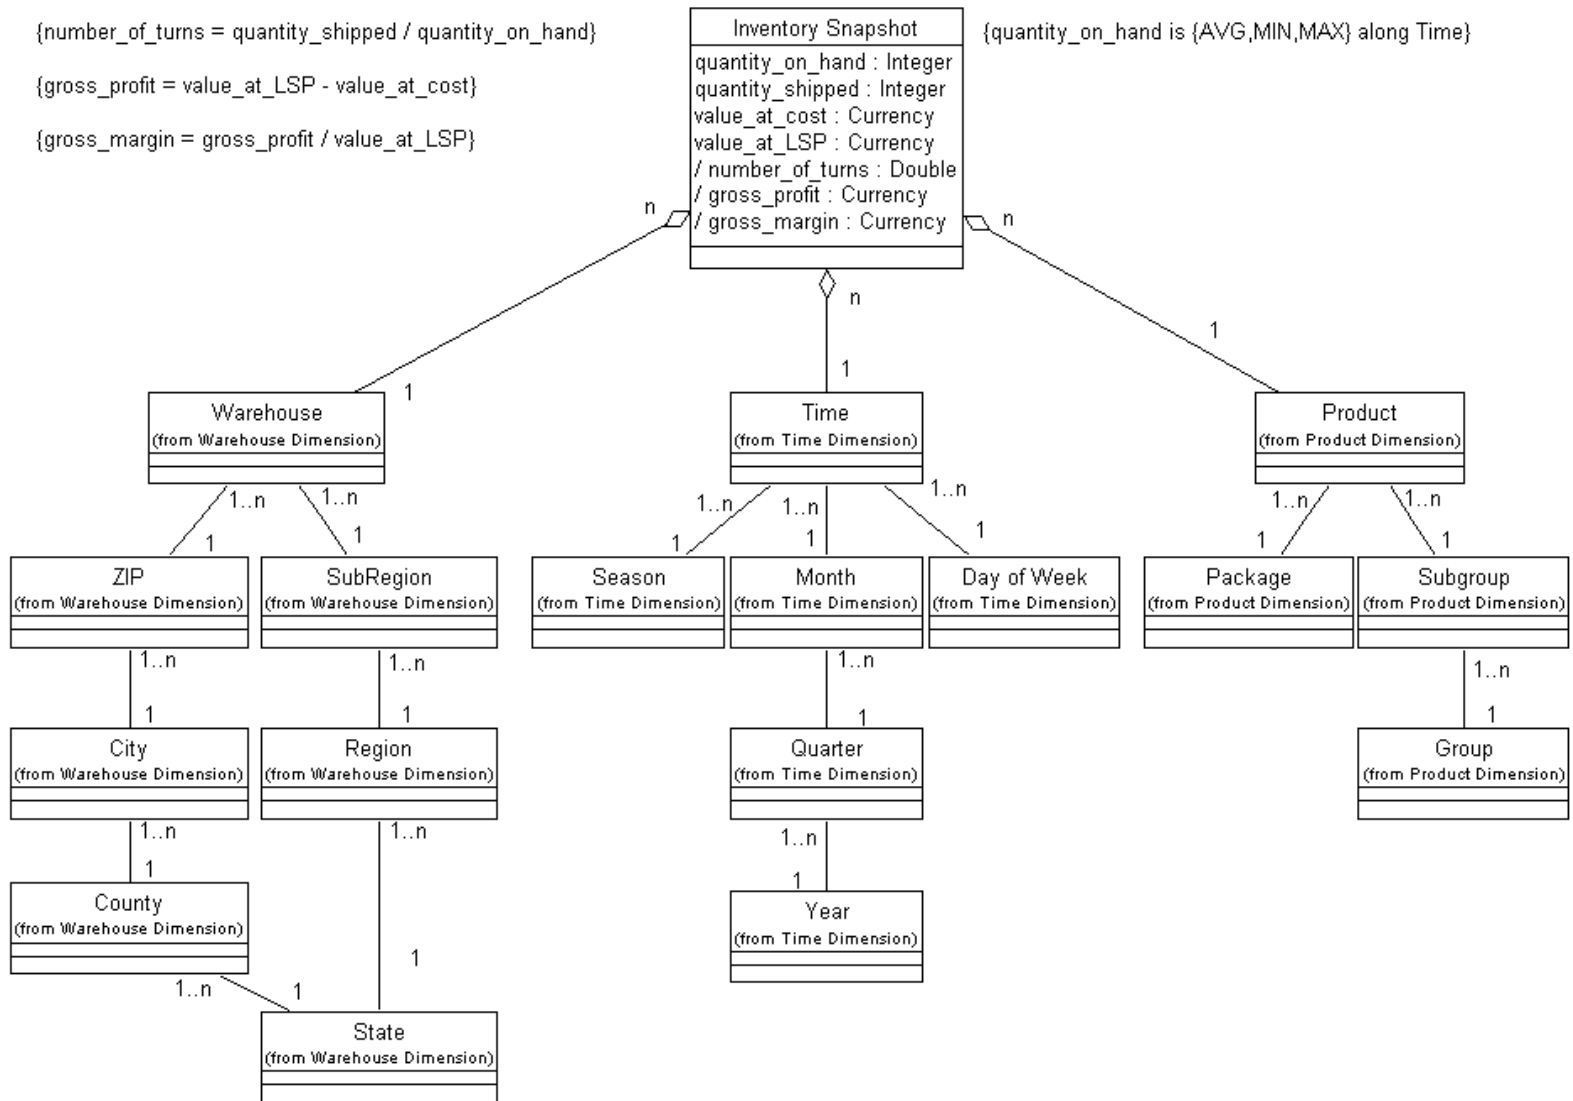 {number_of_turns = quantity_shipped / quantity_on_hand}
{gross_profit = value_at_LSP - value_at_cost}
{gross_margin = gross_profit / value_at_LSP}
Inventory Snapshot
quantity_on_hand : Integer
quantity_shipped : Integer
value_at_cost : Currency
value_at_LSP : Currency
/ number_of_turns : Double
/ gross_profit : Currency
/ gross_margin : Currency
{quantity_on_hand is {AVG,MIN,MAX} along Time}
n
n
n
1
1
1
Warehouse
(from Warehouse Dimension)
Time
(from Time Dimension)
Product
(from Product Dimension)
1..n
1..n
1..n
1..n
1..n
1..n
1..n
1
1
1
1
1
1
1
ZIP
(from Warehouse Dimension)
SubRegion
(from Warehouse Dimension)
Season
(from Time Dimension)
Month
(from Time Dimension)
Day of Week
(from Time Dimension)
Package
(from Product Dimension)
Subgroup
(from Product Dimension)
1..n
1..n
1..n
1..n
1
1
1
1
City
(from Warehouse Dimension)
Region
(from Warehouse Dimension)
Quarter
(from Time Dimension)
Group
(from Product Dimension)
1..n
1..n
1..n
1
1
County
(from Warehouse Dimension)
Year
(from Time Dimension)
1..n
1
1
State
(from Warehouse Dimension)